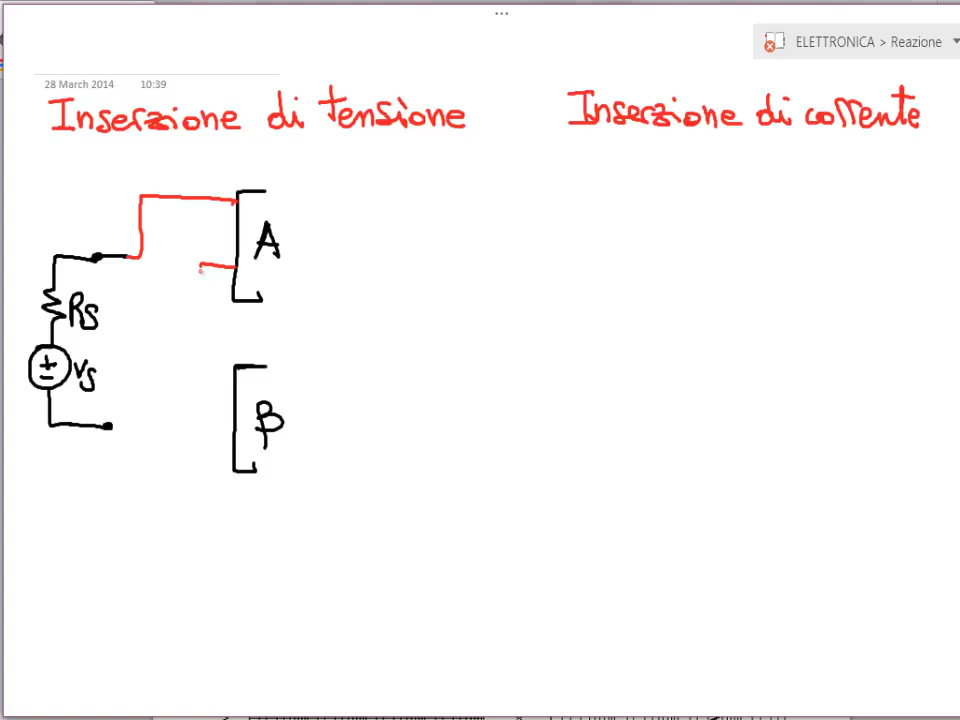 ELETTRONICA > Reazione
28 March 2014 10:39
Inserzione di tensione
Inserzione di corrente
A
Rs
+
-
vs
β